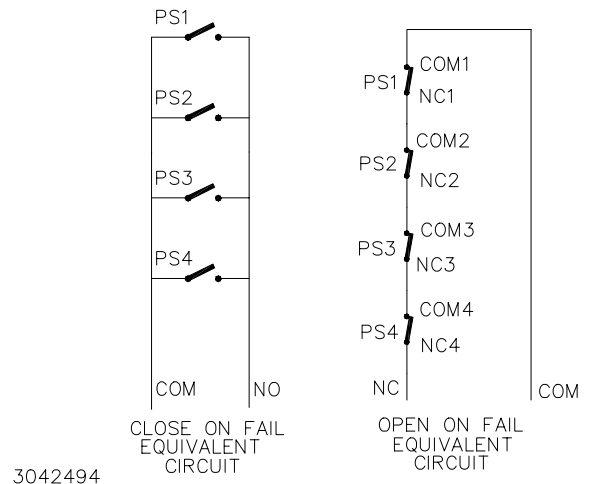 PS1
PS2
PS3
PS4
COM NO
CLOSE ON FAIL
EQUIVALENT
CIRCUIT
COM1
PS1
NC1
COM2
PS2
NC2
COM3
PS3
NC3
COM4
PS4
NC4
NC COM
OPEN ON FAIL
EQUIVALENT
CIRCUIT
3042494